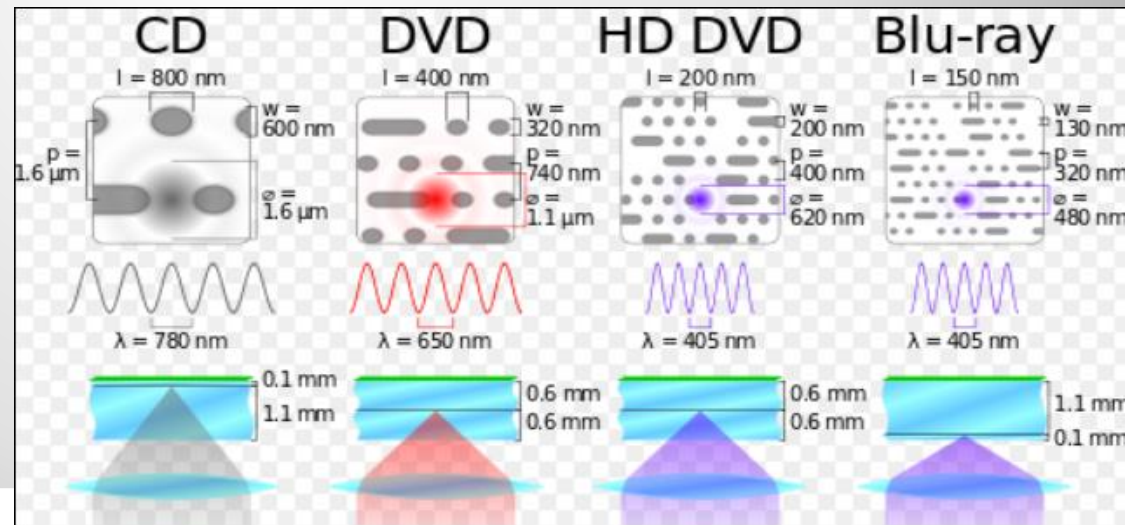 CD
l = 800 nm
w =
600 nm
p =
1.6 µm
⌀ =
1.6 µm
λ = 780 nm
0.1 mm
1.1 mm
DVD
l = 400 nm
w =
320 nm
p =
740 nm
⌀ =
1.1 µm
λ = 650 nm
0.6 mm
0.6 mm
HD DVD
l = 200 nm
w =
200 nm
p =
400 nm
⌀ =
620 nm
λ = 405 nm
0.6 mm
0.6 mm
Blu-ray
l = 150 nm
w =
130 nm
p =
320 nm
⌀ =
480 nm
λ = 405 nm
1.1 mm
0.1 mm